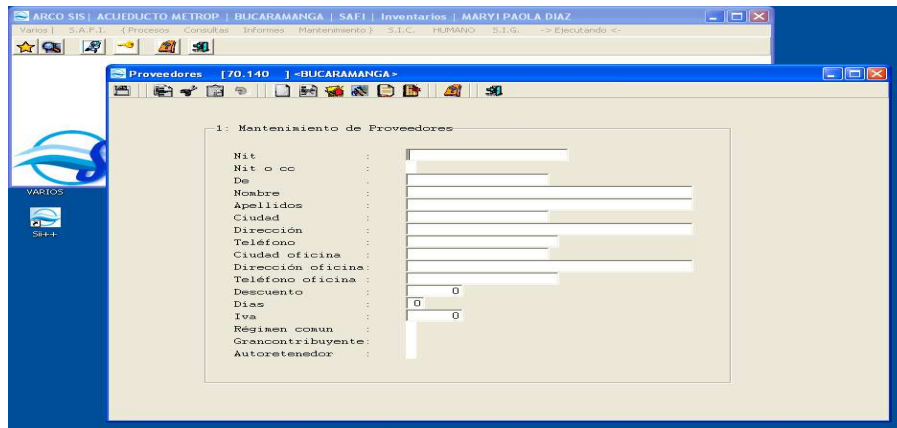 ARCO SIS| ACUEDUCTO METROP | BUCARAMANGA | SAFI | Inventarios | MARYI PAOLA DIAZ
Varios | S.A.F.I. (Procesos Consultas Informes Mantenimiento) S.I.C. HUMANO S.I.G. -> Ejecutando <-
Proveedores [70.140 ] <BUCARAMANGA>
1: Mantenimiento de Proveedores
Nit :
Nit o cc :
De .
Nombre :
Apellidos :
Ciudad :
Dirección :
Teléfono :
Ciudad oficina :
Dirección oficina:
Teléfono oficina :
Descuento : 0
Dias : 0
Iva : 0
Régimen comun :
Grancontribuyente:
Autoretenedor :
VARIOS
Sii++